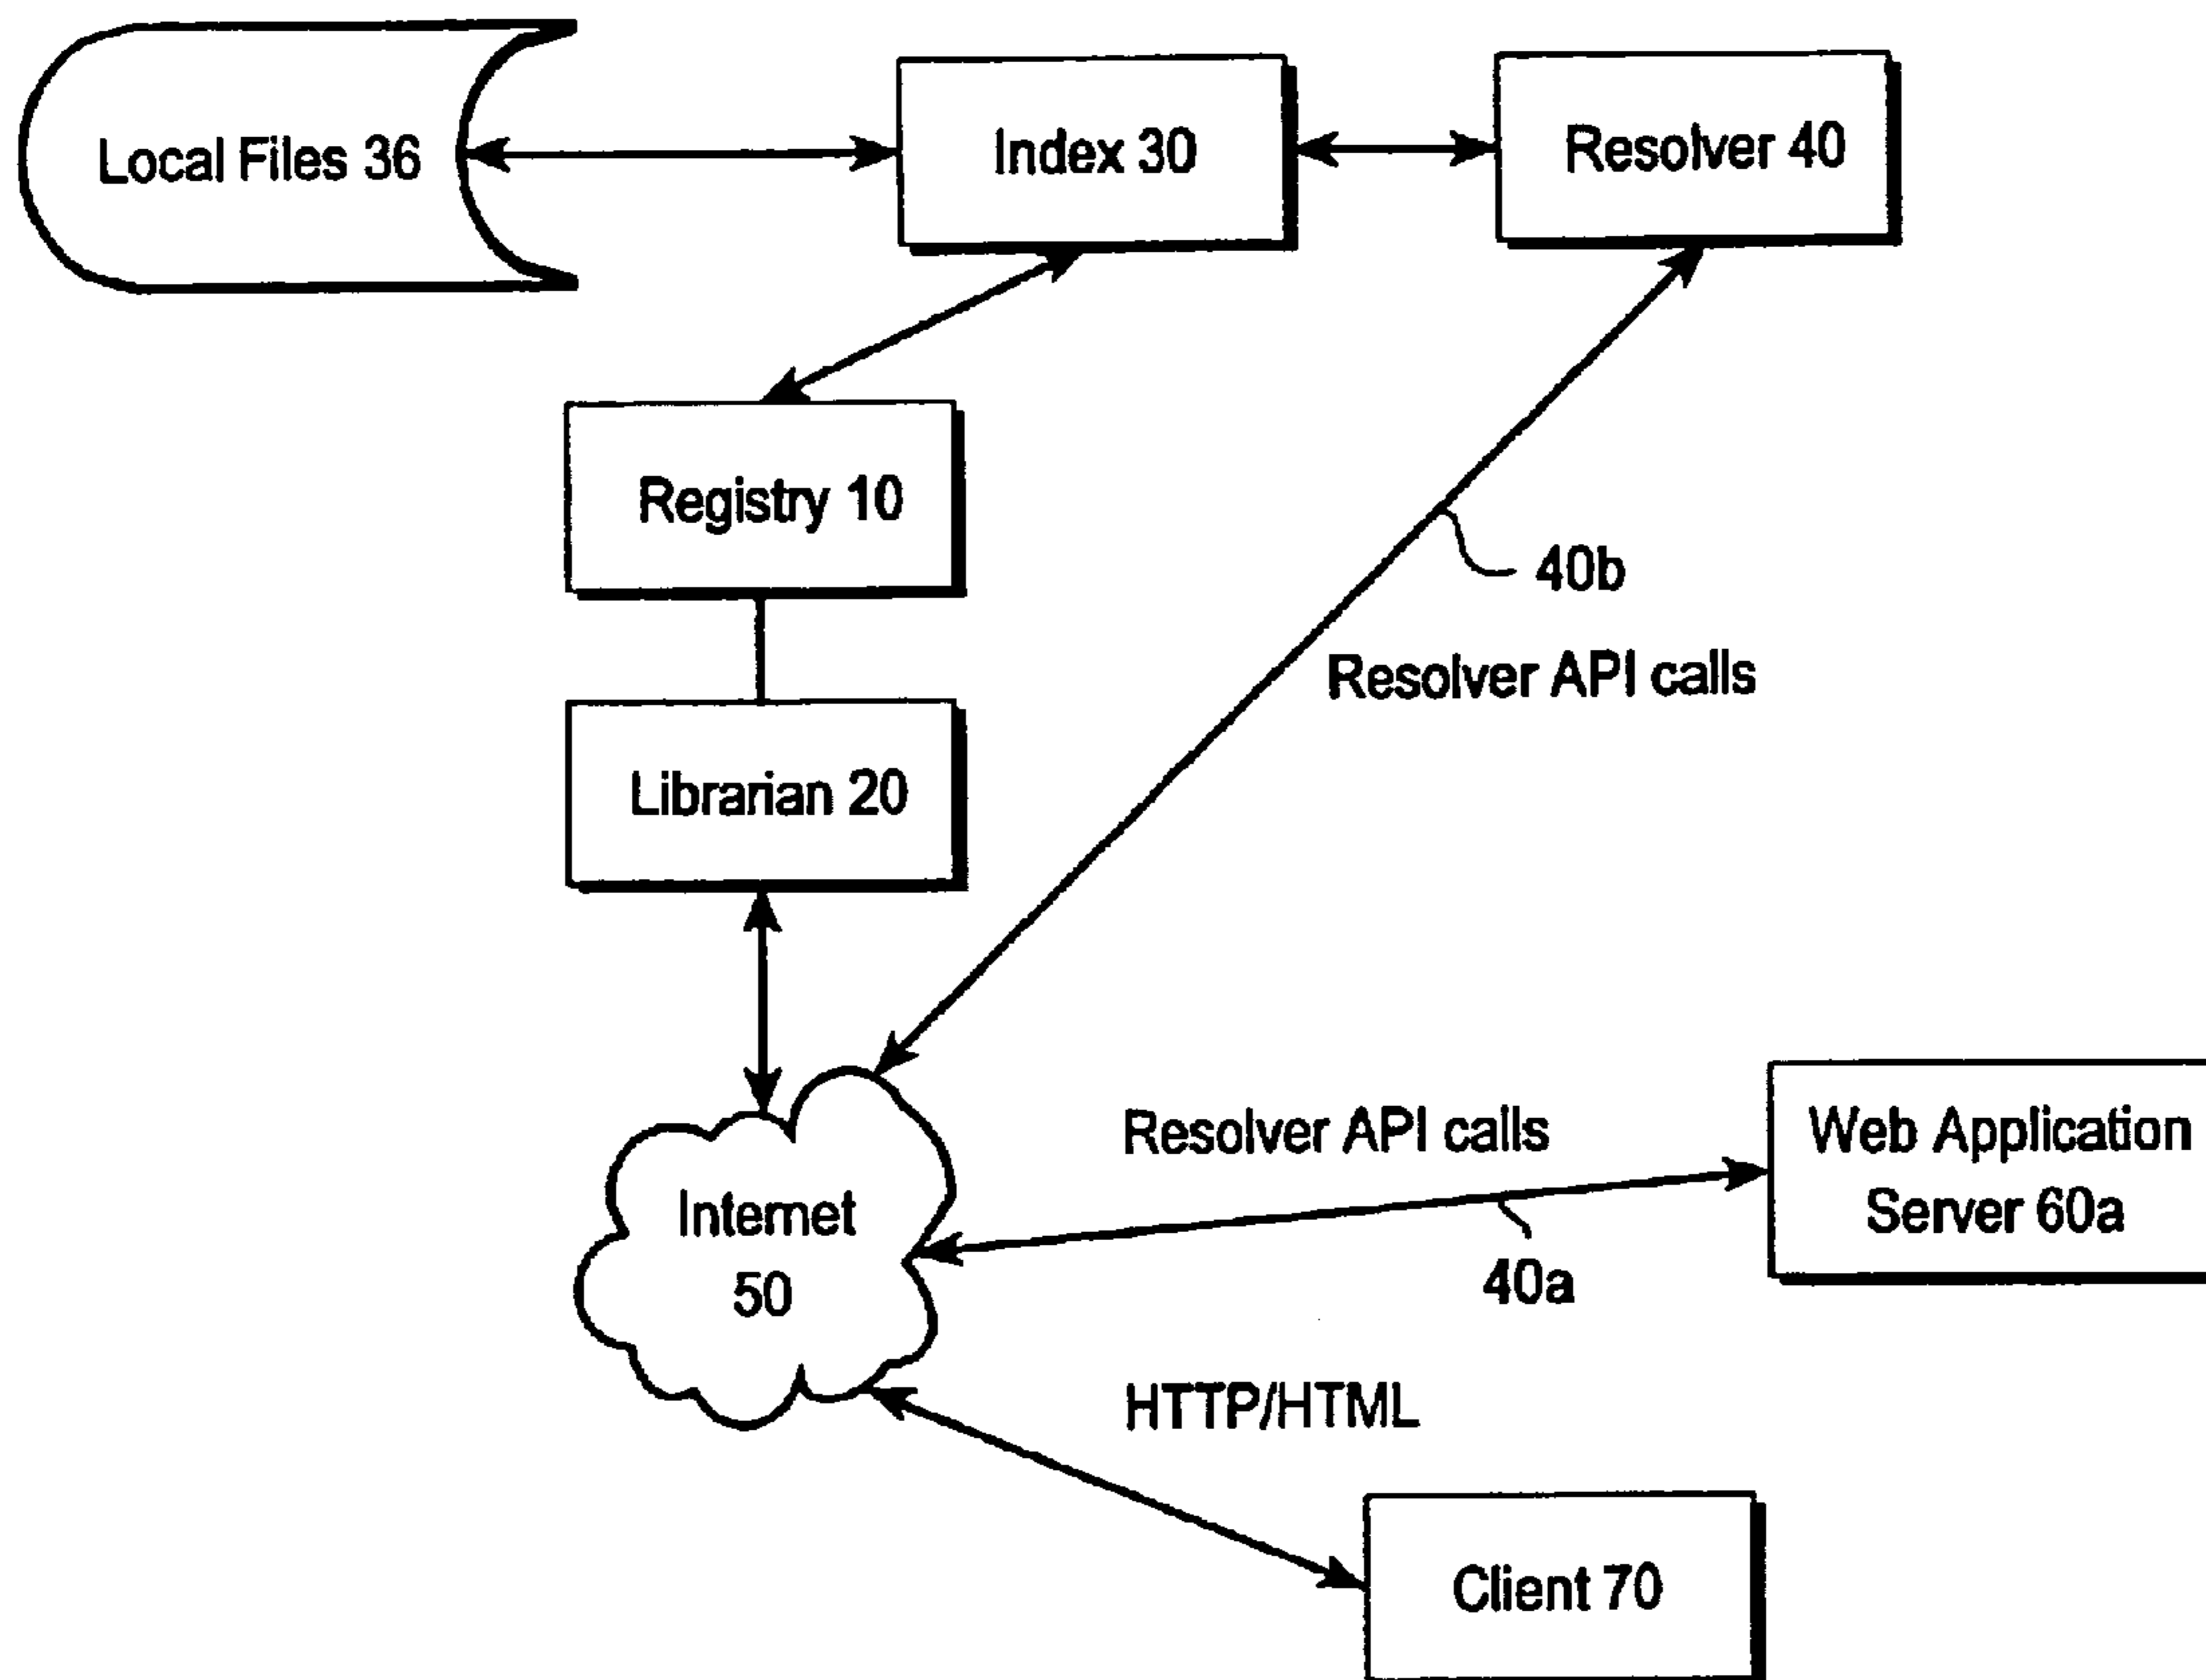 Local Files 36
Index 30
Resolver 40
Registry 10
40b
Resolver API calls
Librarian 20
Resolver API calls
Web Application
Server 60a
Internet
50
40a
HTTP/HTML
Client 70